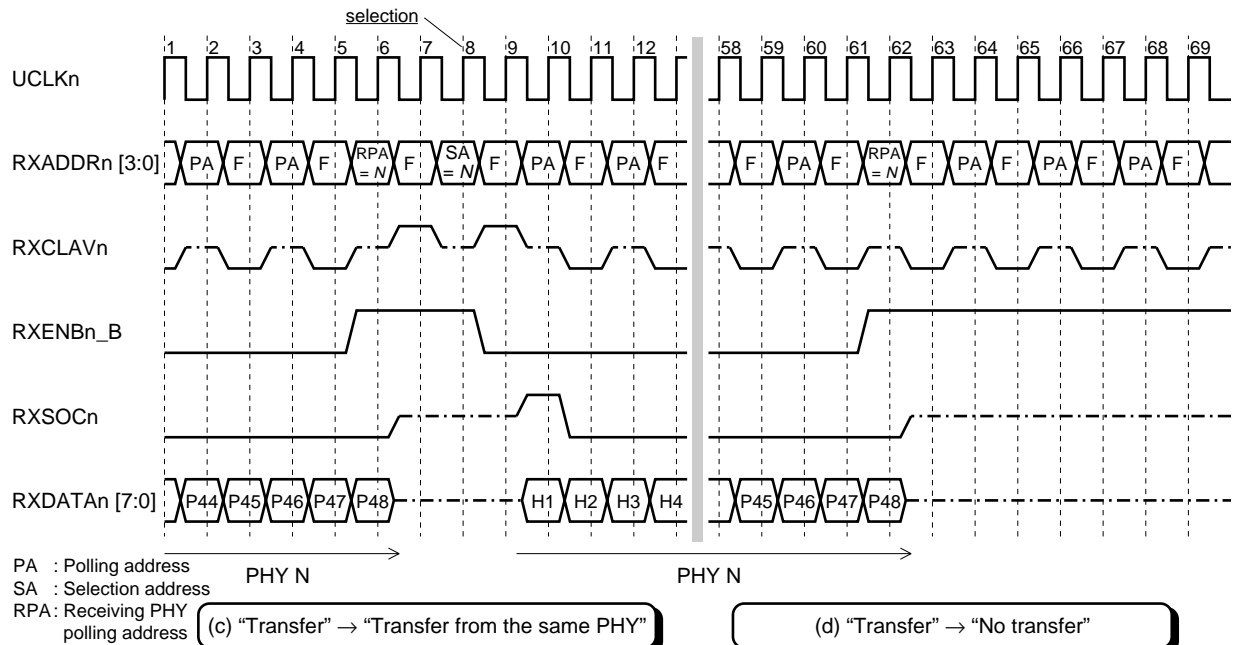 selection
1 2 3 4 5 6 7 8 9 10 11 12 58 59 60 61 62 63 64 65 66 67 68 69
UCLKn
RXADDRn [3:0] PA F PA F RPA = N F SA = N F PA F PA F F PA F RPA = N F PA F PA F PA F PA F
RXCLAVn
RXENBn_B
RXSOCn
RXDATAn [7:0] P44 P45 P46 P47 P48 H1 H2 H3 H4 P45 P46 P47 P48
PHY N PHY N
PA : Polling address
SA : Selection address
RPA : Receiving PHY
polling address
(c) “Transfer” → “Transfer from the same PHY” (d) “Transfer” → “No transfer”